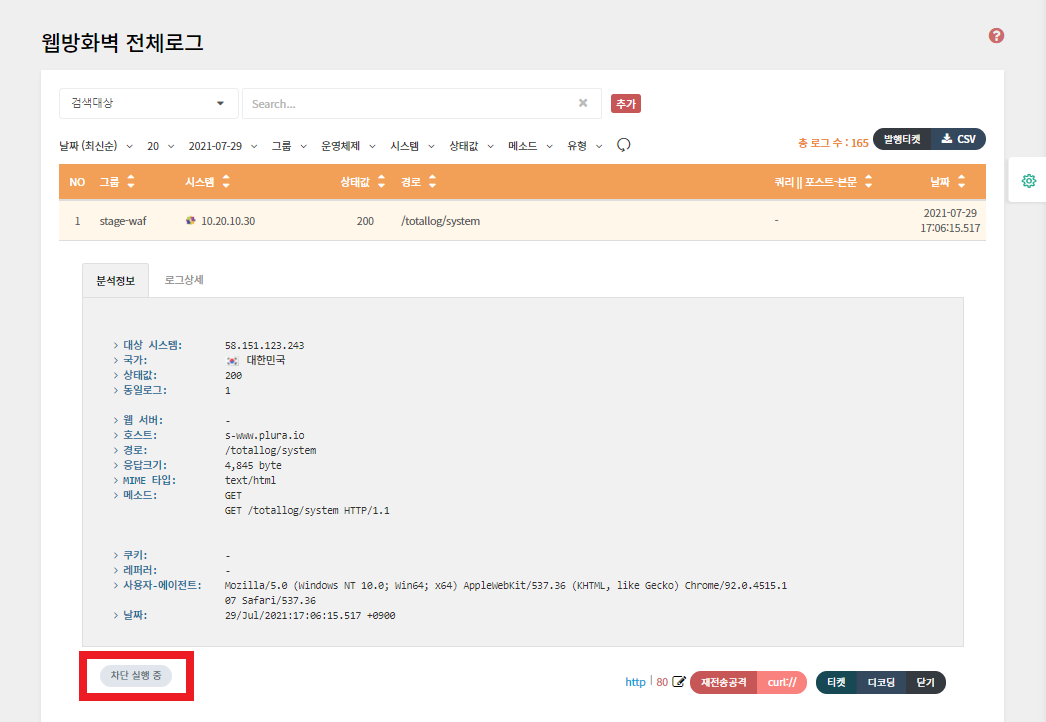 웹방화벽 전체로그
?
검색대상 Search... × 추가
날짜 (최신순) 20 2021-07-29 그룹 운영체제 시스템 상태값 메소드 유형 총 로그 수 : 165 발행티켓 CSV
NO 그룹 시스템 상태값 경로 쿼리 || 포스트-본문 날짜
1 stage-waf 10.20.10.30 200 /totallog/system - 2021-07-29
17:06:15.517
분석정보 로그상세
> 대상 시스템: 58.151.123.243
> 국가: 대한민국
> 상태값: 200
> 동일로그: 1
> 웹 서버: -
> 호스트: s-www.plura.io
> 경로: /totallog/system
> 응답크기: 4,845 byte
> MIME 타입: text/html
> 메소드: GET
GET /totallog/system HTTP/1.1
> 쿠키: -
> 레퍼러: -
> 사용자-에이전트: Mozilla/5.0 (Windows NT 10.0; Win64; x64) AppleWebKit/537.36 (KHTML, like Gecko) Chrome/92.0.4515.1
07 Safari/537.36
> 날짜: 29/Jul/2021:17:06:15.517 +0900
차단 실행 중 http | 80 재전송공격 curl:// 티켓 디코딩 닫기